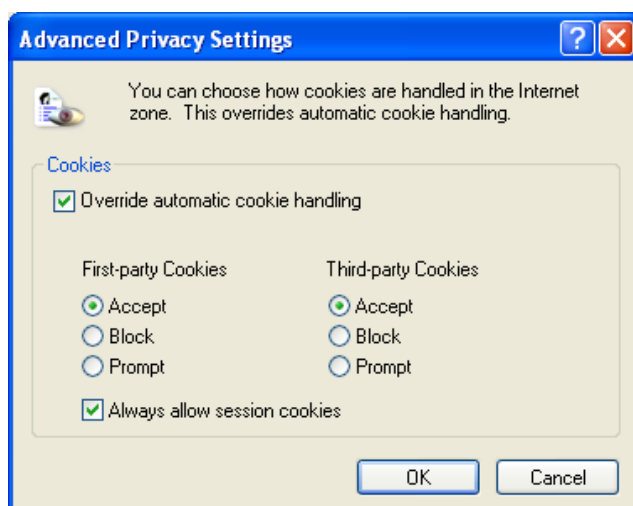 Advanced Privacy Settings
You can choose how cookies are handled in the Internet
zone. This overrides automatic cookie handling.
Cookies
Override automatic cookie handling
First-party Cookies Third-party Cookies
Accept Accept
Block Block
Prompt Prompt
Always allow session cookies
OK Cancel